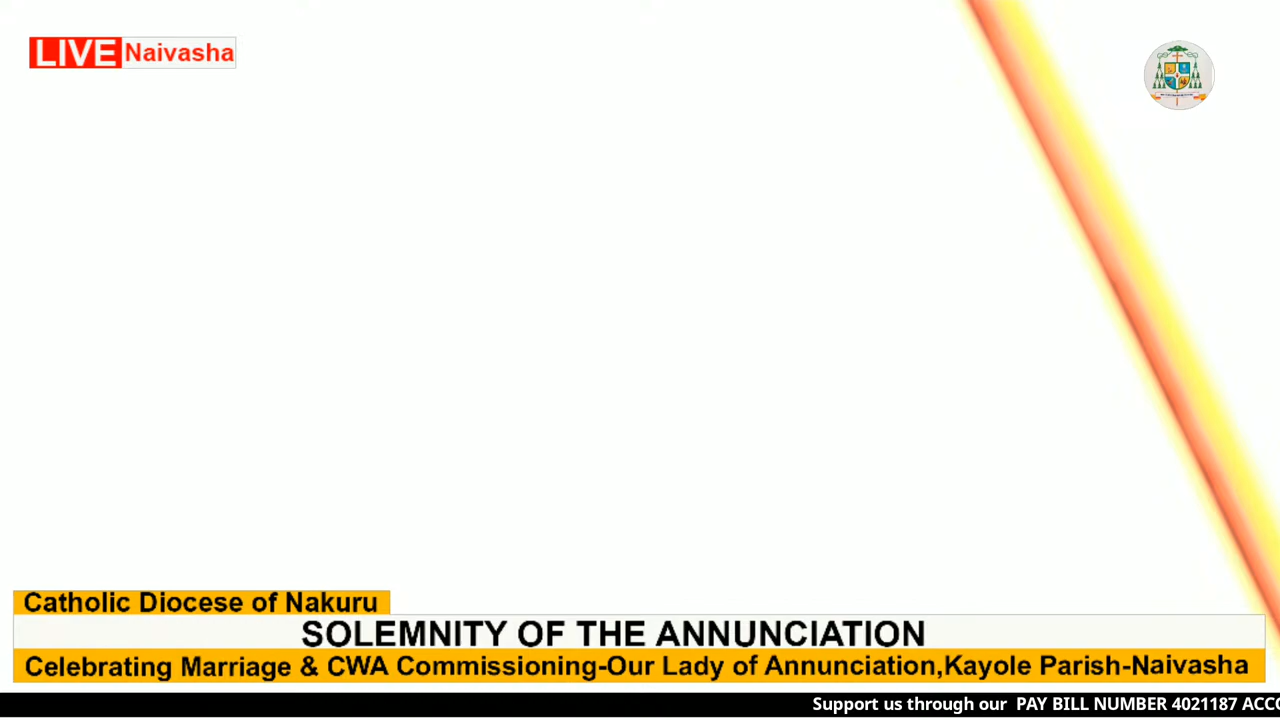 LIVE Naivasha
Catholic Diocese of Nakuru
SOLEMNITY OF THE ANNUNCIATION
Celebrating Marriage & CWA Commissioning-Our Lady of Annunciation,Kayole Parish-Naivasha
Support us through our PAY BILL NUMBER 4021187